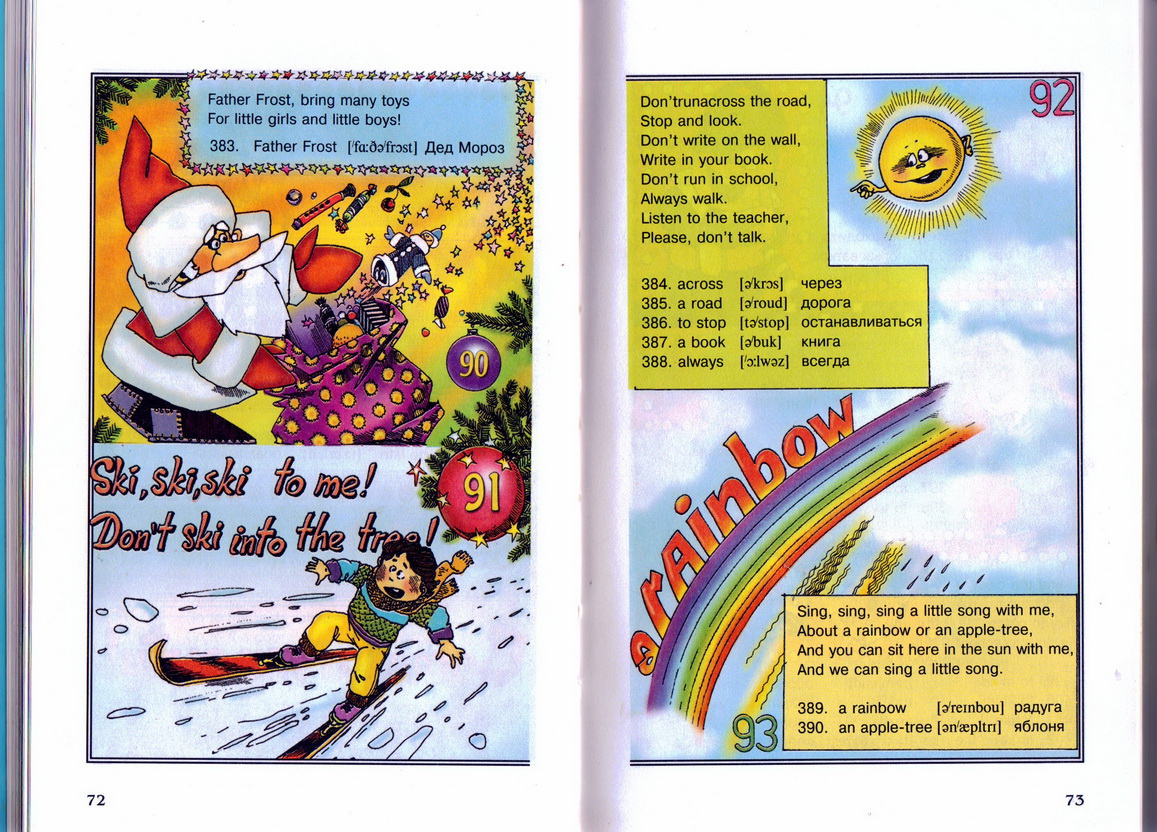 Father Frost, bring many toys
For little girls and little boys!
383. Father Frost [ˈfɑ:ðəˈfrɔst] Дед Мороз
90
Ski, ski, ski to me!
Don't ski into the tree!
91
72
92
Don'trunacross the road,
Stop and look.
Don't write on the wall,
Write in your book.
Don't run in school,
Always walk.
Listen to the teacher,
Please, don't talk.
384. across [əˈkrɔs] через
385. a road [əˈroud] дорога
386. to stop [təˈstop] останавливаться
387. a book [əˈbuk] книга
388. always [ˈɔ:lwəz] всегда
a rAinbow
Sing, sing, sing a little song with me,
About a rainbow or an apple-tree,
And you can sit here in the sun with me,
And we can sing a little song.
389. a rainbow [əˈreɪnbou] радуга
390. an apple-tree [ənˈæpltrɪ] яблоня
93
73